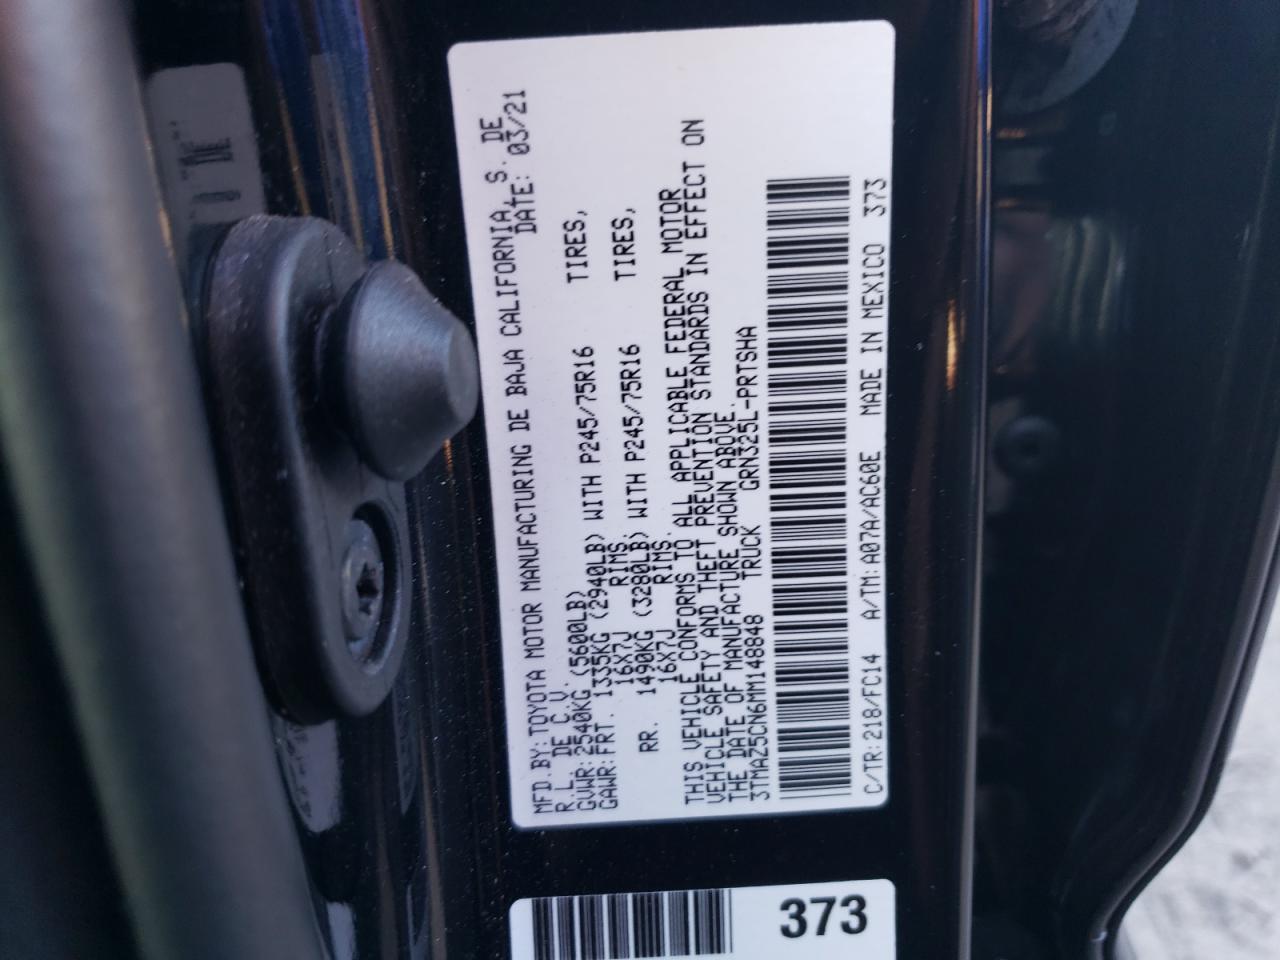 MFD.BY:TOYOTA MOTOR MANUFACTURING DE BAJA CALIFORNIA, S. DE
R.L. DE C.V. DATE: 03/21
GVWR:2540KG (5600LB)
GAWR:FRT. 1335KG (2940LB) WITH P245/75R16 TIRES,
16X7J RIMS,
RR. 1490KG (3280LB) WITH P245/75R16 TIRES,
16X7J RIMS.
THIS VEHICLE CONFORMS TO ALL APPLICABLE FEDERAL MOTOR
VEHICLE SAFETY AND THEFT PREVENTION STANDARDS IN EFFECT ON
THE DATE OF MANUFACTURE SHOWN ABOVE.
3TMAZ5CN6MM148848 TRUCK GRN325L-PRTSHA
C/TR:218/FC14 A/TM:A07A/AC60E MADE IN MEXICO 373
373